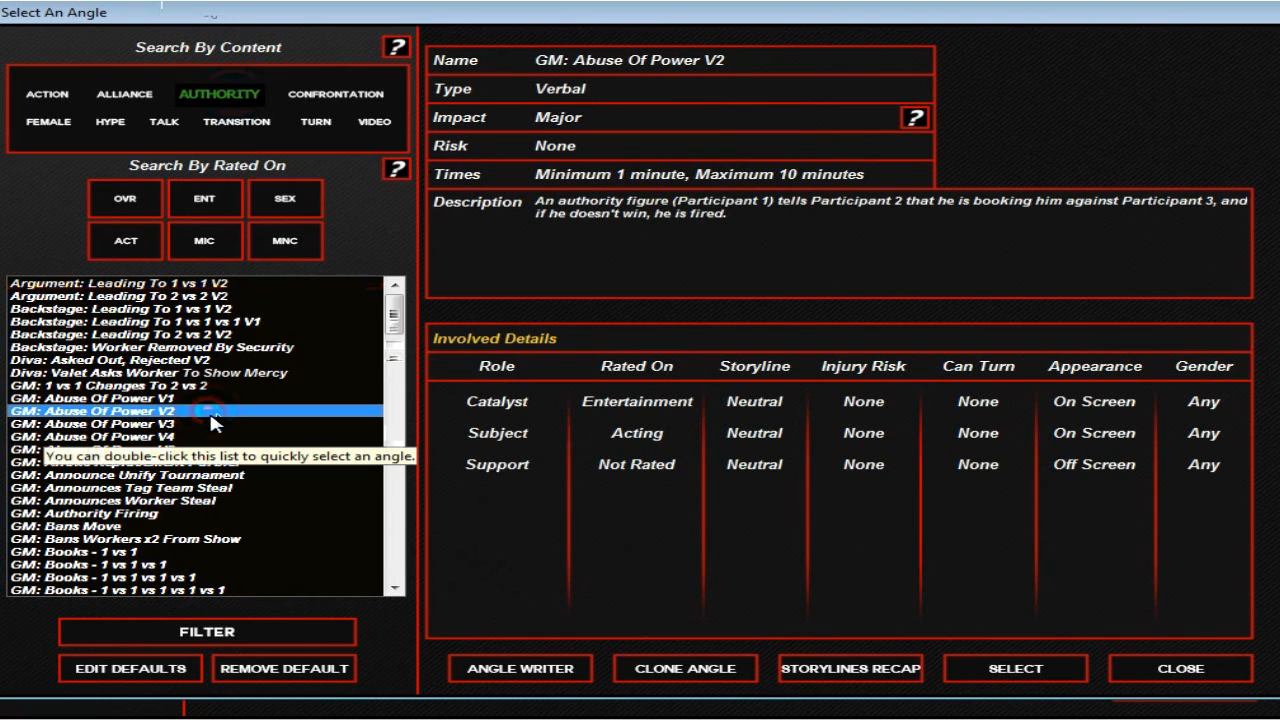 Select An Angle
Search By Content
?
ACTION ALLIANCE AUTHORITY CONFRONTATION
FEMALE HYPE TALK TRANSITION TURN VIDEO
Search By Rated On
?
OVR ENT SEX
ACT MIC MNC
Argument: Leading To 1 vs 1 V2
Argument: Leading To 2 vs 2 V2
Backstage: Leading To 1 vs 1 V2
Backstage: Leading To 1 vs 1 vs 1 V1
Backstage: Leading To 2 vs 2 V2
Backstage: Worker Removed By Security
Diva: Asked Out, Rejected V2
Diva: Valet Asks Worker To Show Mercy
GM: 1 vs 1 Changes To 2 vs 2
GM: Abuse Of Power V1
GM: Abuse Of Power V2
GM: Abuse Of Power V3
GM: Abuse Of Power V4
You can double-click this list to quickly select an angle.
GM: Announce Unify Tournament
GM: Announces Tag Team Steal
GM: Announces Worker Steal
GM: Authority Firing
GM: Bans Move
GM: Bans Workers x2 From Show
GM: Books - 1 vs 1
GM: Books - 1 vs 1 vs 1
GM: Books - 1 vs 1 vs 1 vs 1
GM: Books - 1 vs 1 vs 1 vs 1 vs 1
FILTER
EDIT DEFAULTS REMOVE DEFAULT
Name GM: Abuse Of Power V2
Type Verbal
Impact Major ?
Risk None
Times Minimum 1 minute, Maximum 10 minutes
Description An authority figure (Participant 1) tells Participant 2 that he is booking him against Participant 3, and
if he doesn't win, he is fired.
Involved Details
Role Rated On Storyline Injury Risk Can Turn Appearance Gender
Catalyst Entertainment Neutral None None On Screen Any
Subject Acting Neutral None None On Screen Any
Support Not Rated Neutral None None Off Screen Any
ANGLE WRITER CLONE ANGLE STORYLINES RECAP SELECT CLOSE